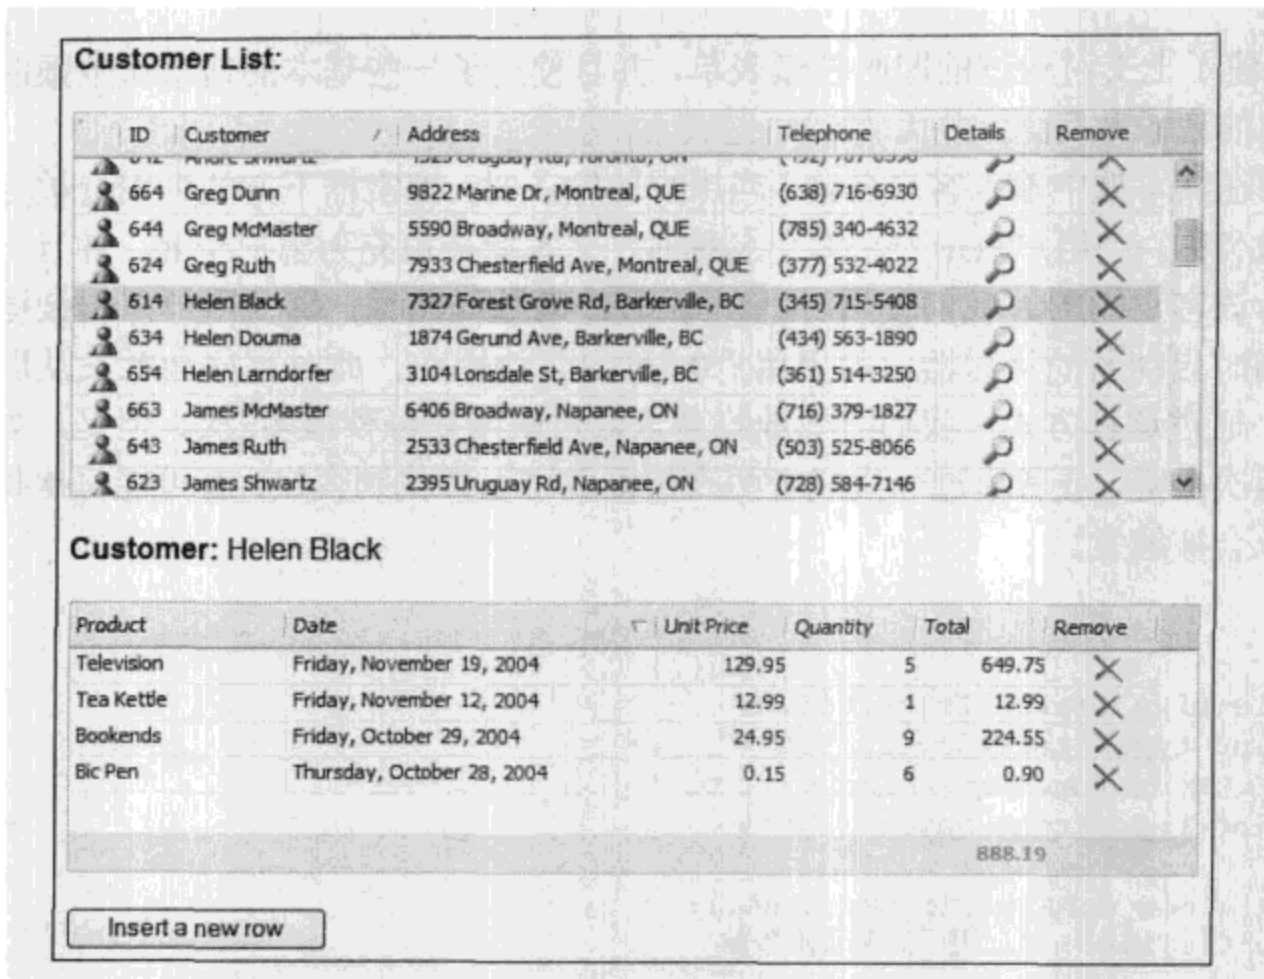 Customer List:
ID Customer Address Telephone Details Remove
664 Greg Dunn 9822 Marine Dr, Montreal, QUE (638) 716-6930
644 Greg McMaster 5590 Broadway, Montreal, QUE (785) 340-4632
624 Greg Ruth 7933 Chesterfield Ave, Montreal, QUE (377) 532-4022
614 Helen Black 7327 Forest Grove Rd, Barkerville, BC (345) 715-5408
634 Helen Douma 1874 Gerund Ave, Barkerville, BC (434) 563-1890
654 Helen Larndorfer 3104 Lonsdale St, Barkerville, BC (361) 514-3250
663 James McMaster 6406 Broadway, Napanee, ON (716) 379-1827
643 James Ruth 2533 Chesterfield Ave, Napanee, ON (503) 525-8066
623 James Shwartz 2395 Uruguay Rd, Napanee, ON (728) 584-7146
Customer: Helen Black
Product Date Unit Price Quantity Total Remove
Television Friday, November 19, 2004 129.95 5 649.75
Tea Kettle Friday, November 12, 2004 12.99 1 12.99
Bookends Friday, October 29, 2004 24.95 9 224.55
Bic Pen Thursday, October 28, 2004 0.15 6 0.90
888.19
Insert a new row